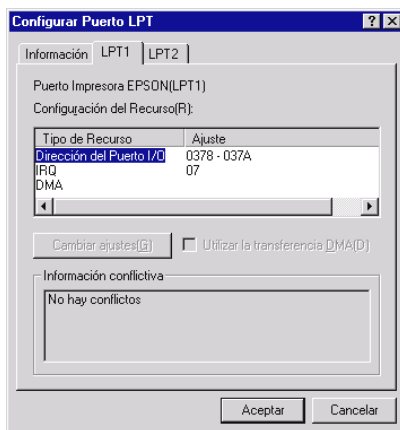 Configurar Puerto LPT
Información LPT1 LPT2
Puerto Impresora EPSON(LPT1)
Configuración del Recurso(R):
Tipo de Recurso Ajuste
Dirección del Puerto I/O 0378 - 037A
IRQ 07
DMA
Cambiar ajustes(G) Utilizar la transferencia DMA(D)
Información conflictiva
No hay conflictos
Aceptar Cancelar